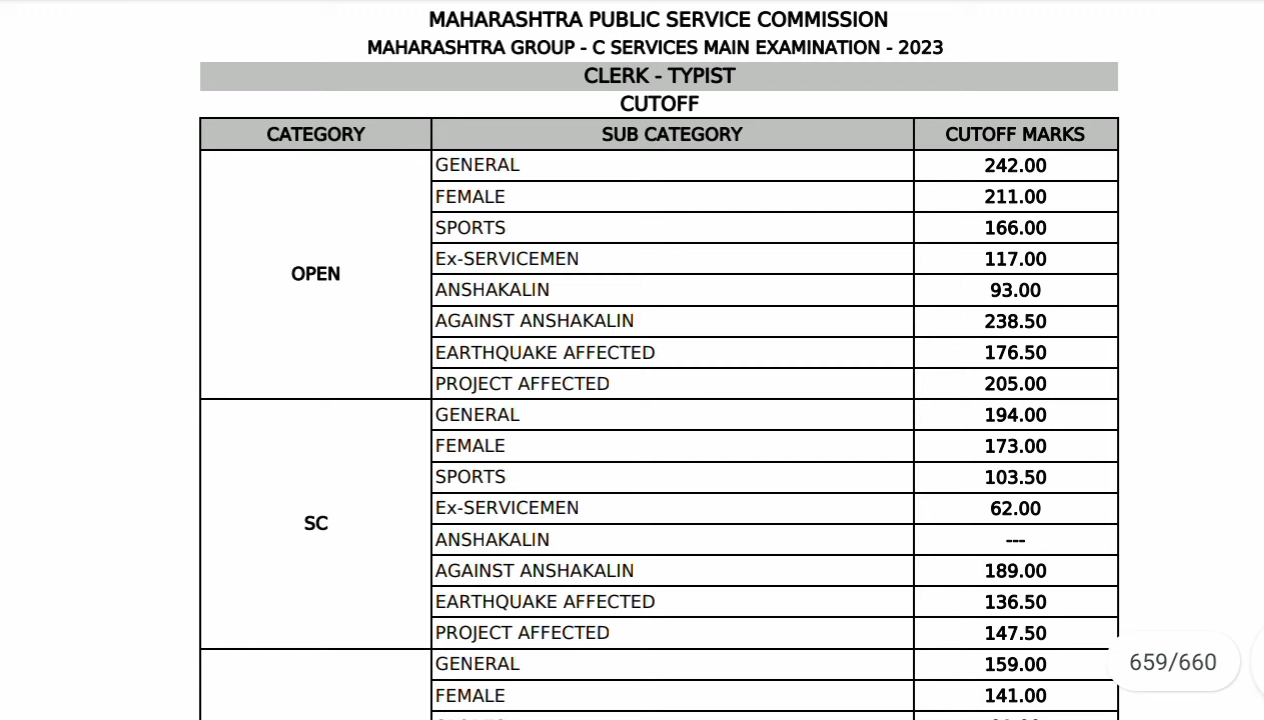 MAHARASHTRA PUBLIC SERVICE COMMISSION
MAHARASHTRA GROUP - C SERVICES MAIN EXAMINATION - 2023
CLERK - TYPIST
CUTOFF
CATEGORY SUB CATEGORY CUTOFF MARKS
OPEN
GENERAL 242.00
FEMALE 211.00
SPORTS 166.00
Ex-SERVICEMEN 117.00
ANSHAKALIN 93.00
AGAINST ANSHAKALIN 238.50
EARTHQUAKE AFFECTED 176.50
PROJECT AFFECTED 205.00
SC
GENERAL 194.00
FEMALE 173.00
SPORTS 103.50
Ex-SERVICEMEN 62.00
ANSHAKALIN ---
AGAINST ANSHAKALIN 189.00
EARTHQUAKE AFFECTED 136.50
PROJECT AFFECTED 147.50
GENERAL 159.00
FEMALE 141.00
659/660